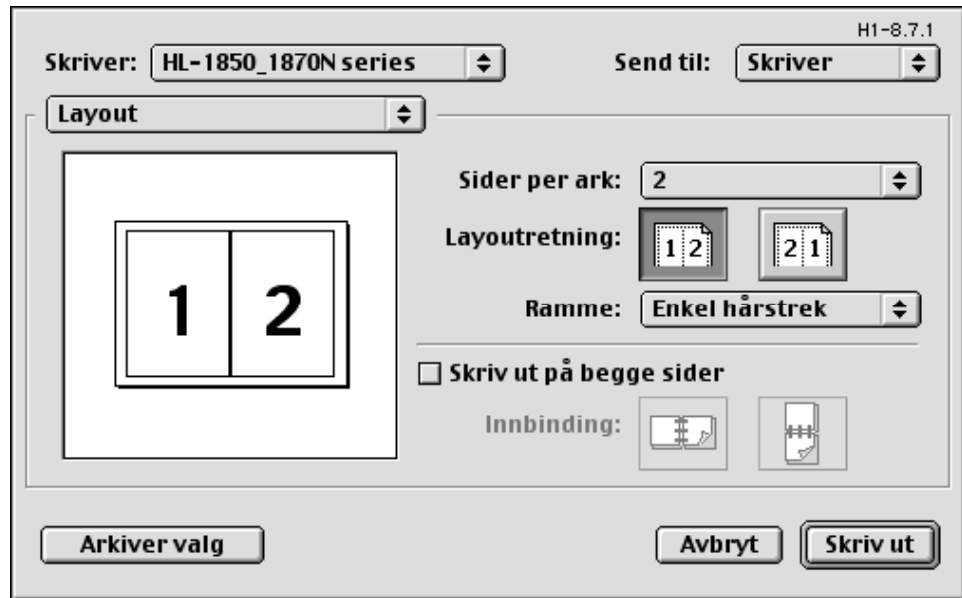 H1-8.7.1
Skriver: HL-1850_1870N series Send til: Skriver
Layout
Sider per ark: 2
Layoutretning: 1 2 2 1
1 2
Ramme: Enkel hårstrek
Skriv ut på begge sider
Innbinding:
Arkiver valg Avbryt Skriv ut